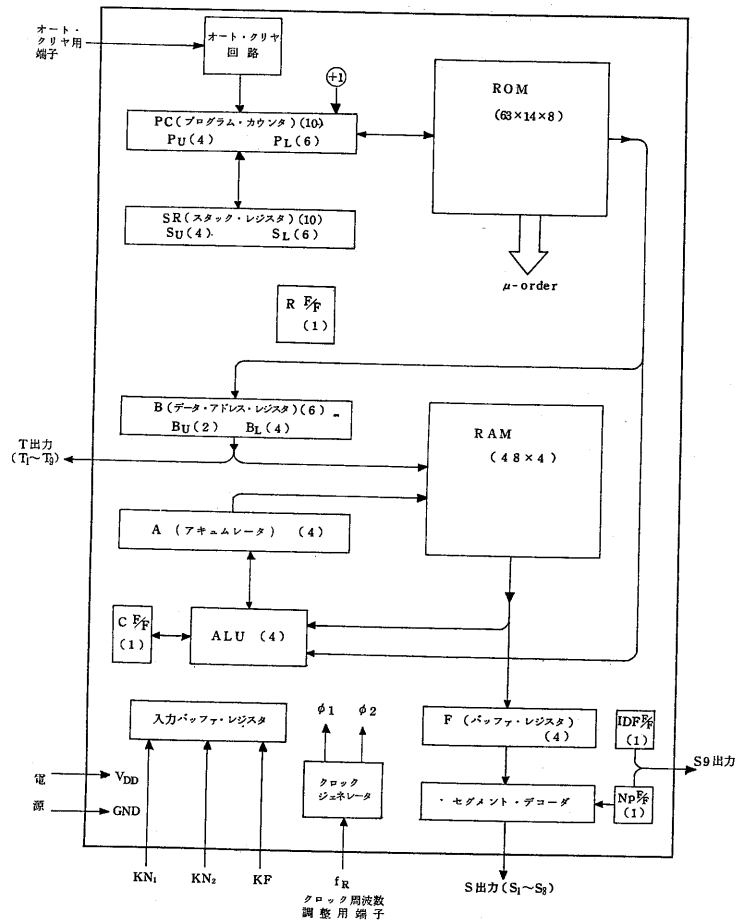 オート・
クリヤ用
端子
オート・クリヤ
回 路
+1
PC(プログラム・カウンタ)(10)
PU(4) PL(6)
ROM
(63×14×8)
SR(スタック・レジスタ)(10)
SU(4) SL(6)
μ-order
R F/F
(1)
B(データ・アドレス・レジスタ)(6)
BU(2) BL(4)
RAM
(48×4)
T出力
(T1~T9)
A (アキュムレータ) (4)
C F/F
(1)
ALU (4)
入力バッファ・レジスタ
φ1 φ2
F (バッファ・レジスタ)
(4)
IDF F/F
(1)
S9出力
電
源
VDD
GND
クロック
ジェネレータ
・セグメント・デコーダ
Np F/F
(1)
KN1 KN2 KF
fR
クロック周波数
調整用端子
S出力(S1~S8)